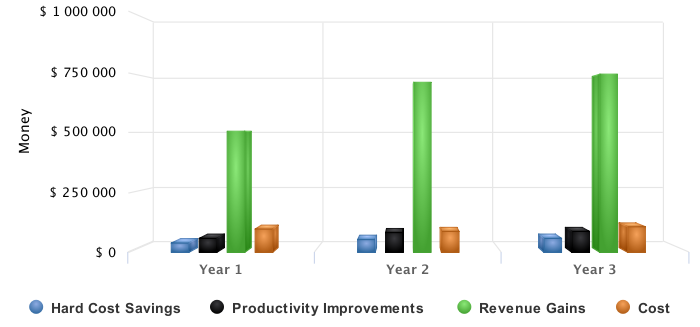 $ 1 000 000
$ 750 000
$ 500 000
$ 250 000
$ 0
Money
Year 1 Year 2 Year 3
Hard Cost Savings Productivity Improvements Revenue Gains Cost